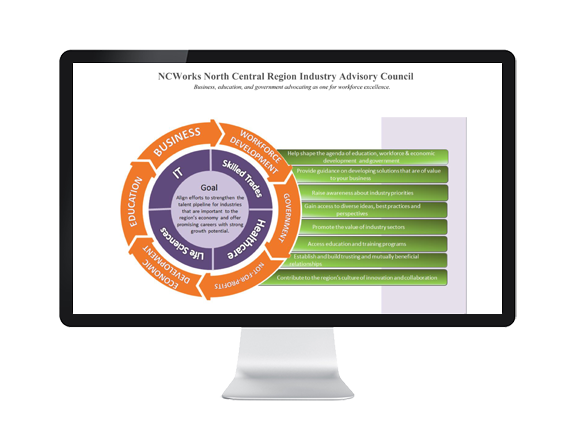 NCWorks North Central Region Industry Advisory Council
Business, education, and government advocating as one for workforce excellence.
BUSINESS
WORKFORCE
DEVELOPMENT
GOVERNMENT
NOT-FOR-PROFITS
ECONOMIC
DEVELOPMENT
EDUCATION
IT
Skilled Trades
Healthcare
Life Sciences
Goal
Align efforts to strengthen the
talent pipeline for industries
that are important to the
region's economy and offer
promising careers with strong
growth potential.
Help shape the agenda of education, workforce & economic
development and government
Provide guidance on developing solutions that are of value
to your business
Raise awareness about industry priorities
Gain access to diverse ideas, best practices and
perspectives
Promote the value of industry sectors
Access education and training programs
Establish and build trusting and mutually beneficial
relationships
Contribute to the region's culture of innovation and collaboration